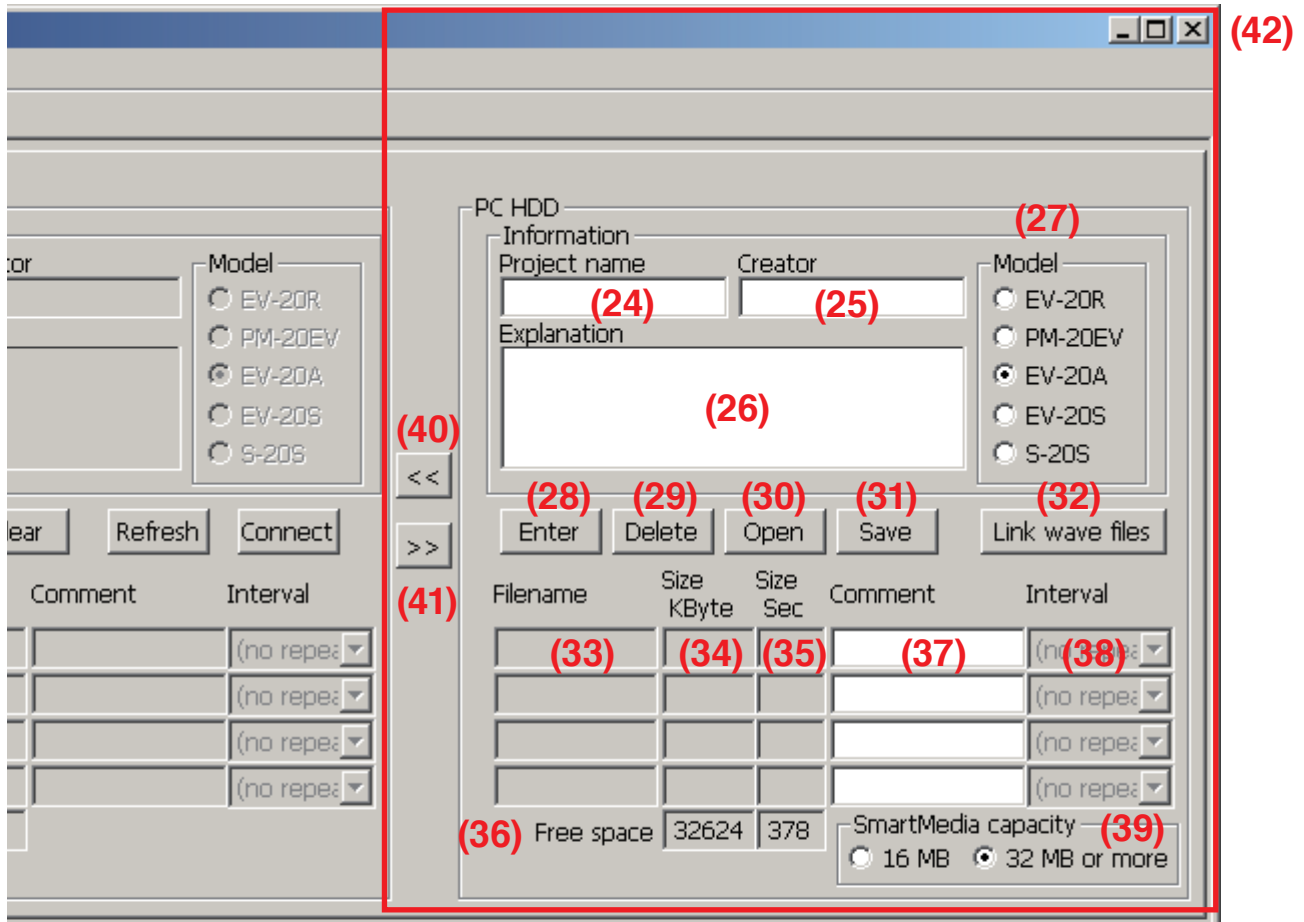 (42)
PC HDD
(27)
Information
tor
Model
Project name
Creator
Model
EV-20R
(24)
(25)
EV-20R
PM-20EV
Explanation
PM-20EV
EV-20A
EV-20A
(26)
EV-20S
(40)
EV-20S
S-20S
S-20S
<<
(28)
(29)
(30)
(31)
(32)
lear
Refresh
Connect
>>
Enter
Delete
Open
Save
Link wave files
Comment
Interval
(41)
Filename
Size
KByte
Size
Sec
Comment
Interval
(no repea
(33)
(34)
(35)
(37)
(no repea
(38)
(no repea
(no repea
(no repea
(no repea
(no repea
(no repea
(36)
Free space
32624
378
SmartMedia capacity
(39)
16 MB
32 MB or more